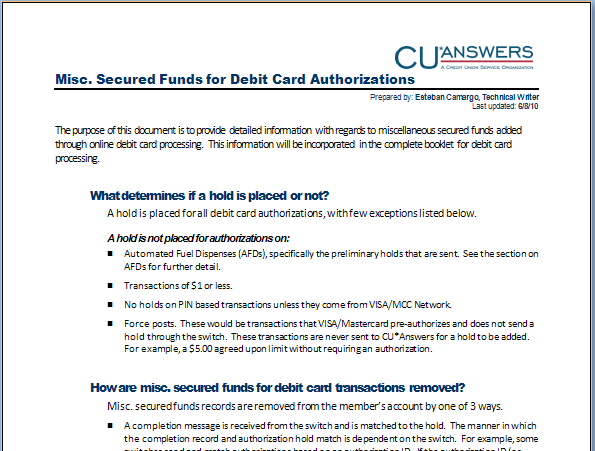 CU*ANSWERS
A CREDIT UNION SERVICE ORGANIZATION
Misc. Secured Funds for Debit Card Authorizations
Prepared by: Esteban Camargo, Technical Writer
Last updated: 6/8/10
The purpose of this document is to provide detailed information with regards to miscellaneous secured funds added
through online debit card processing. This information will be incorporated in the complete booklet for debit card
processing.
What determines if a hold is placed or not?
A hold is placed for all debit card authorizations, with few exceptions listed below.
A hold is not placed for authorizations on:
■ Automated Fuel Dispenses (AFDs), specifically the preliminary holds that are sent. See the section on
AFDs for further detail.
■ Transactions of $1 or less.
■ No holds on PIN based transactions unless they come from VISA/MCC Network.
■ Force posts. These would be transactions that VISA/Mastercard pre-authorizes and does not send a
hold through the switch. These transactions are never sent to CU*Answers for a hold to be added.
For example, a $5.00 agreed upon limit without requiring an authorization.
How are misc. secured funds for debit card transactions removed?
Misc. secured funds records are removed from the member's account by one of 3 ways.
■ A completion message is received from the switch and is matched to the hold. The manner in which
the completion record and authorization hold match is dependent on the switch. For example, some